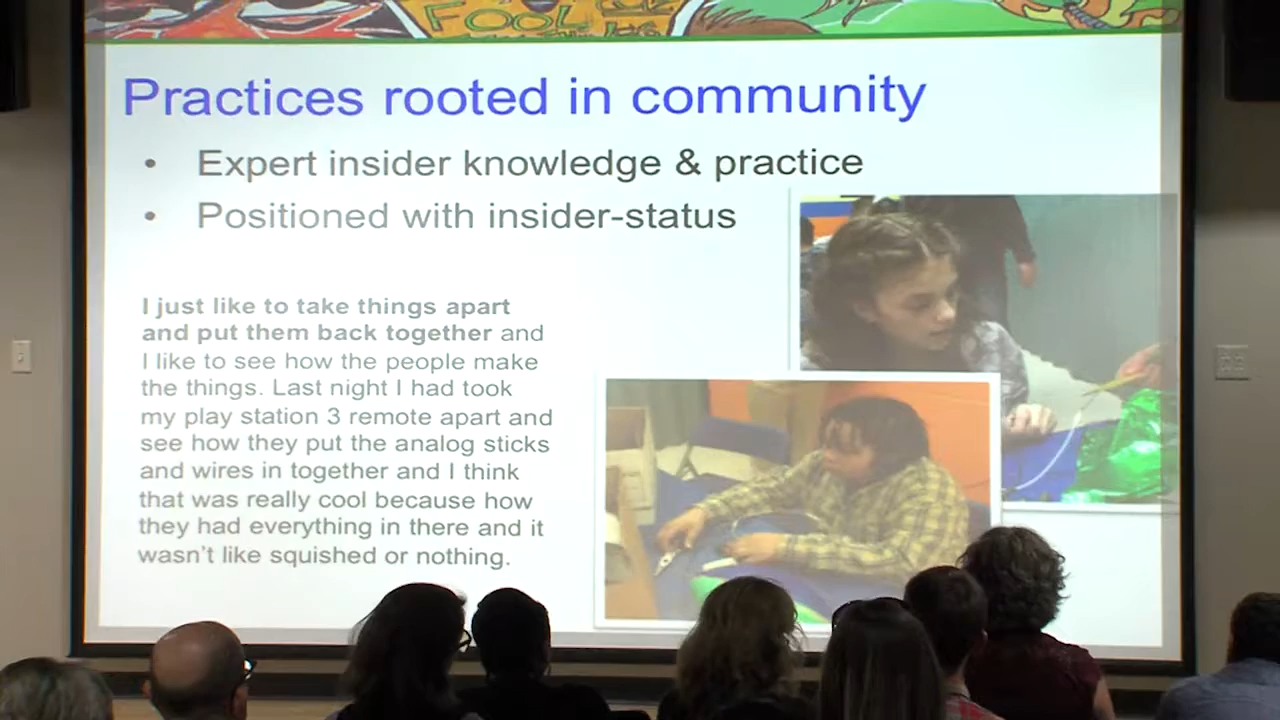 FOOL
Practices rooted in community
• Expert insider knowledge & practice
• Positioned with insider-status
I just like to take things apart
and put them back together and
I like to see how the people make
the things. Last night I had took
my play station 3 remote apart and
see how they put the analog sticks
and wires in together and I think
that was really cool because how
they had everything in there and it
wasn't like squished or nothing.